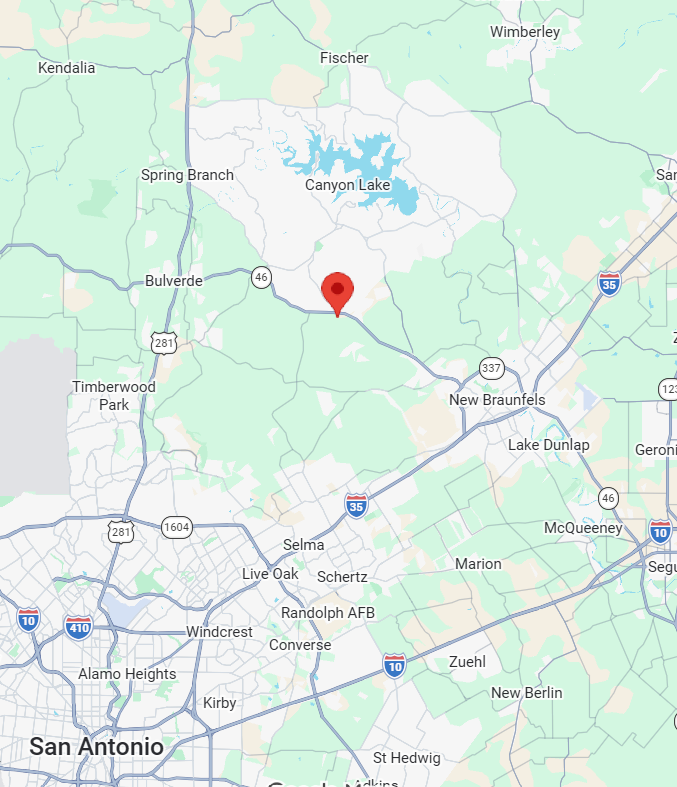 Wimberley
Fischer
Kendalia
Spring Branch
San
Canyon Lake
46
Bulverde
35
281
337
Timberwood
Park
123
New Braunfels
Lake Dunlap
Geroni
46
35
1604
281
McQueeney
10
Selma
Marion
Segu
Live Oak
Schertz
Randolph AFB
10
410
Windcrest
Converse
10
Zuehl
Alamo Heights
New Berlin
Kirby
San Antonio
St Hedwig
Adkins